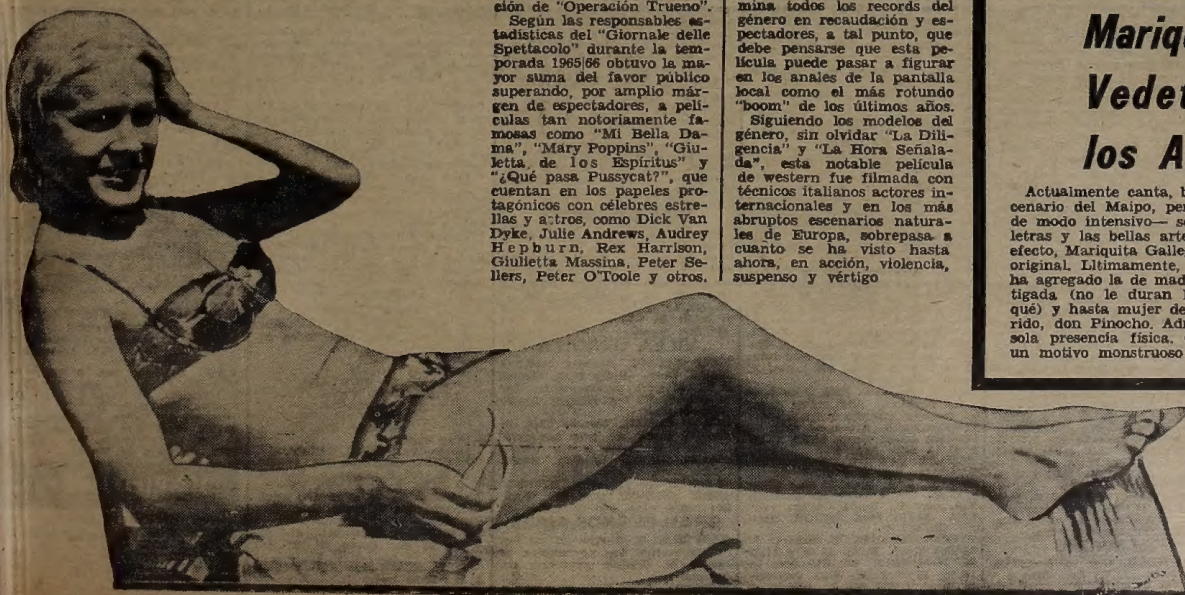 ción de "Operación Trueno".
Según las responsables es-
tadísticas del "Giornale delle
Spettacolo" durante la tem-
porada 1965|66 obtuvo la ma-
yor suma del favor público
superando, por amplio már-
gen de espectadores, a pelí-
culas tan notoriamente fa-
mosas como "Mi Bella Da-
ma", "Mary Poppins", "Giu-
letta de los Espíritus" y
"¿Qué pasa Pussycat?", que
cuentan en los papeles pro-
tagónicos con célebres estre-
llas y astros, como Dick Van
Dyke, Julie Andrews, Audrey
Hepburn, Rex Harrison,
Giulietta Massina, Peter Se-
llers, Peter O'Toole y otros.
mina todos los records del
género en recaudación y es-
pectadores, a tal punto, que
debe pensarse que esta pe-
lícula puede pasar a figurar
en los anales de la pantalla
local como el más rotundo
"boom" de los últimos años.
Siguiendo los modelos del
género, sin olvidar "La Dili-
gencia" y "La Hora Señala-
da", esta notable película
de western fue filmada con
técnicos italianos actores in-
ternacionales y en los más
abruptos escenarios natura-
les de Europa, sobrepasa a
cuanto se ha visto hasta
ahora, en acción, violencia,
suspenso y vértigo
Mariqu
Vedet
los A
Actualmente canta, b
cenario del Maipo, per
de modo intensivo— se
letras y las bellas arte
efecto, Mariquita Galle
original. Lltimamente,
ha agregado la de mad
tigada (no le duran l
qué) y hasta mujer de
rido, don Pinocho. Adr
sola presencia física,
un motivo monstruoso